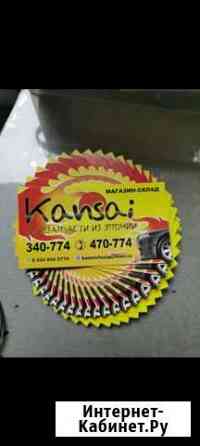 МАГАЗИН-СКЛАД
Kansai
ЗАПЧАСТИ ИЗ ЯПОНИИ
340-774 470-774
Интернет-
Кабинет.Ру